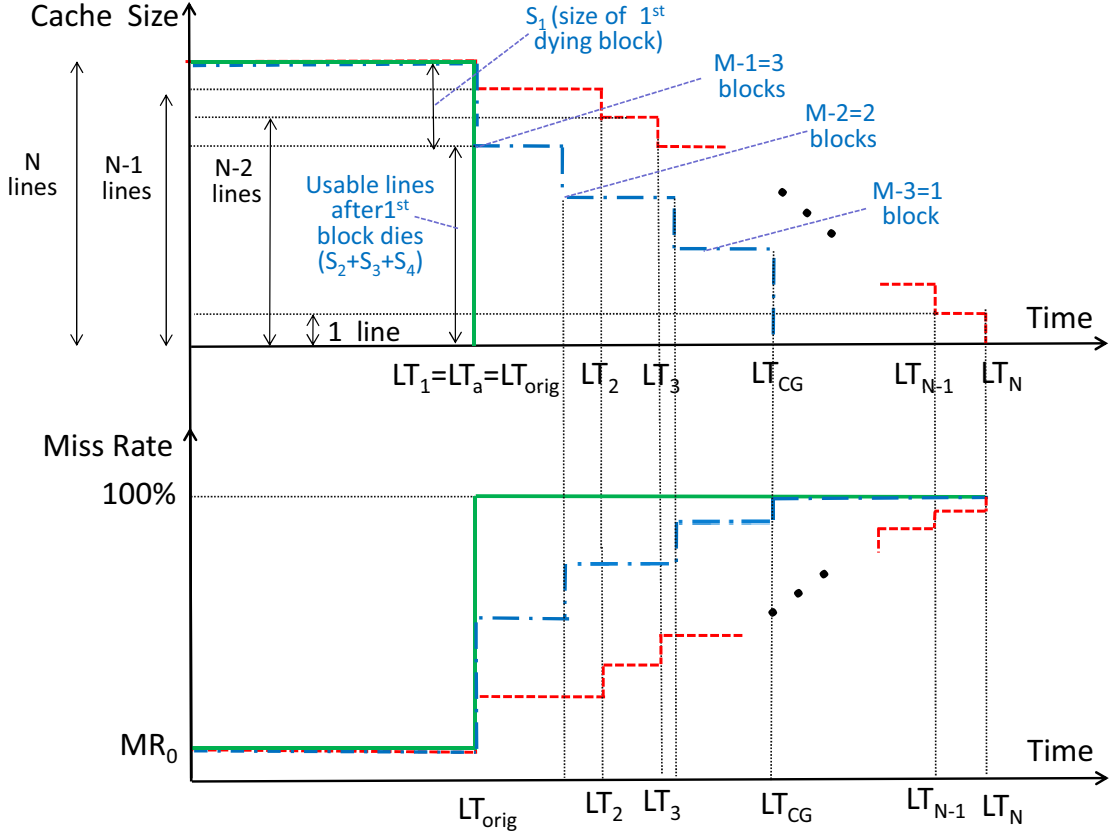 Cache Size
S1 (size of 1st
dying block)
M-1=3
blocks
M-2=2
blocks
M-3=1
block
N
lines
N-1
lines
N-2
lines
Usable lines
after1st
block dies
(S2+S3+S4)
1 line
Time
LT1=LTa=LTorig
LT2
LT3
LTCG
LTN-1
LTN
Miss Rate
100%
MR0
Time
LTorig
LT2
LT3
LTCG
LTN-1
LTN